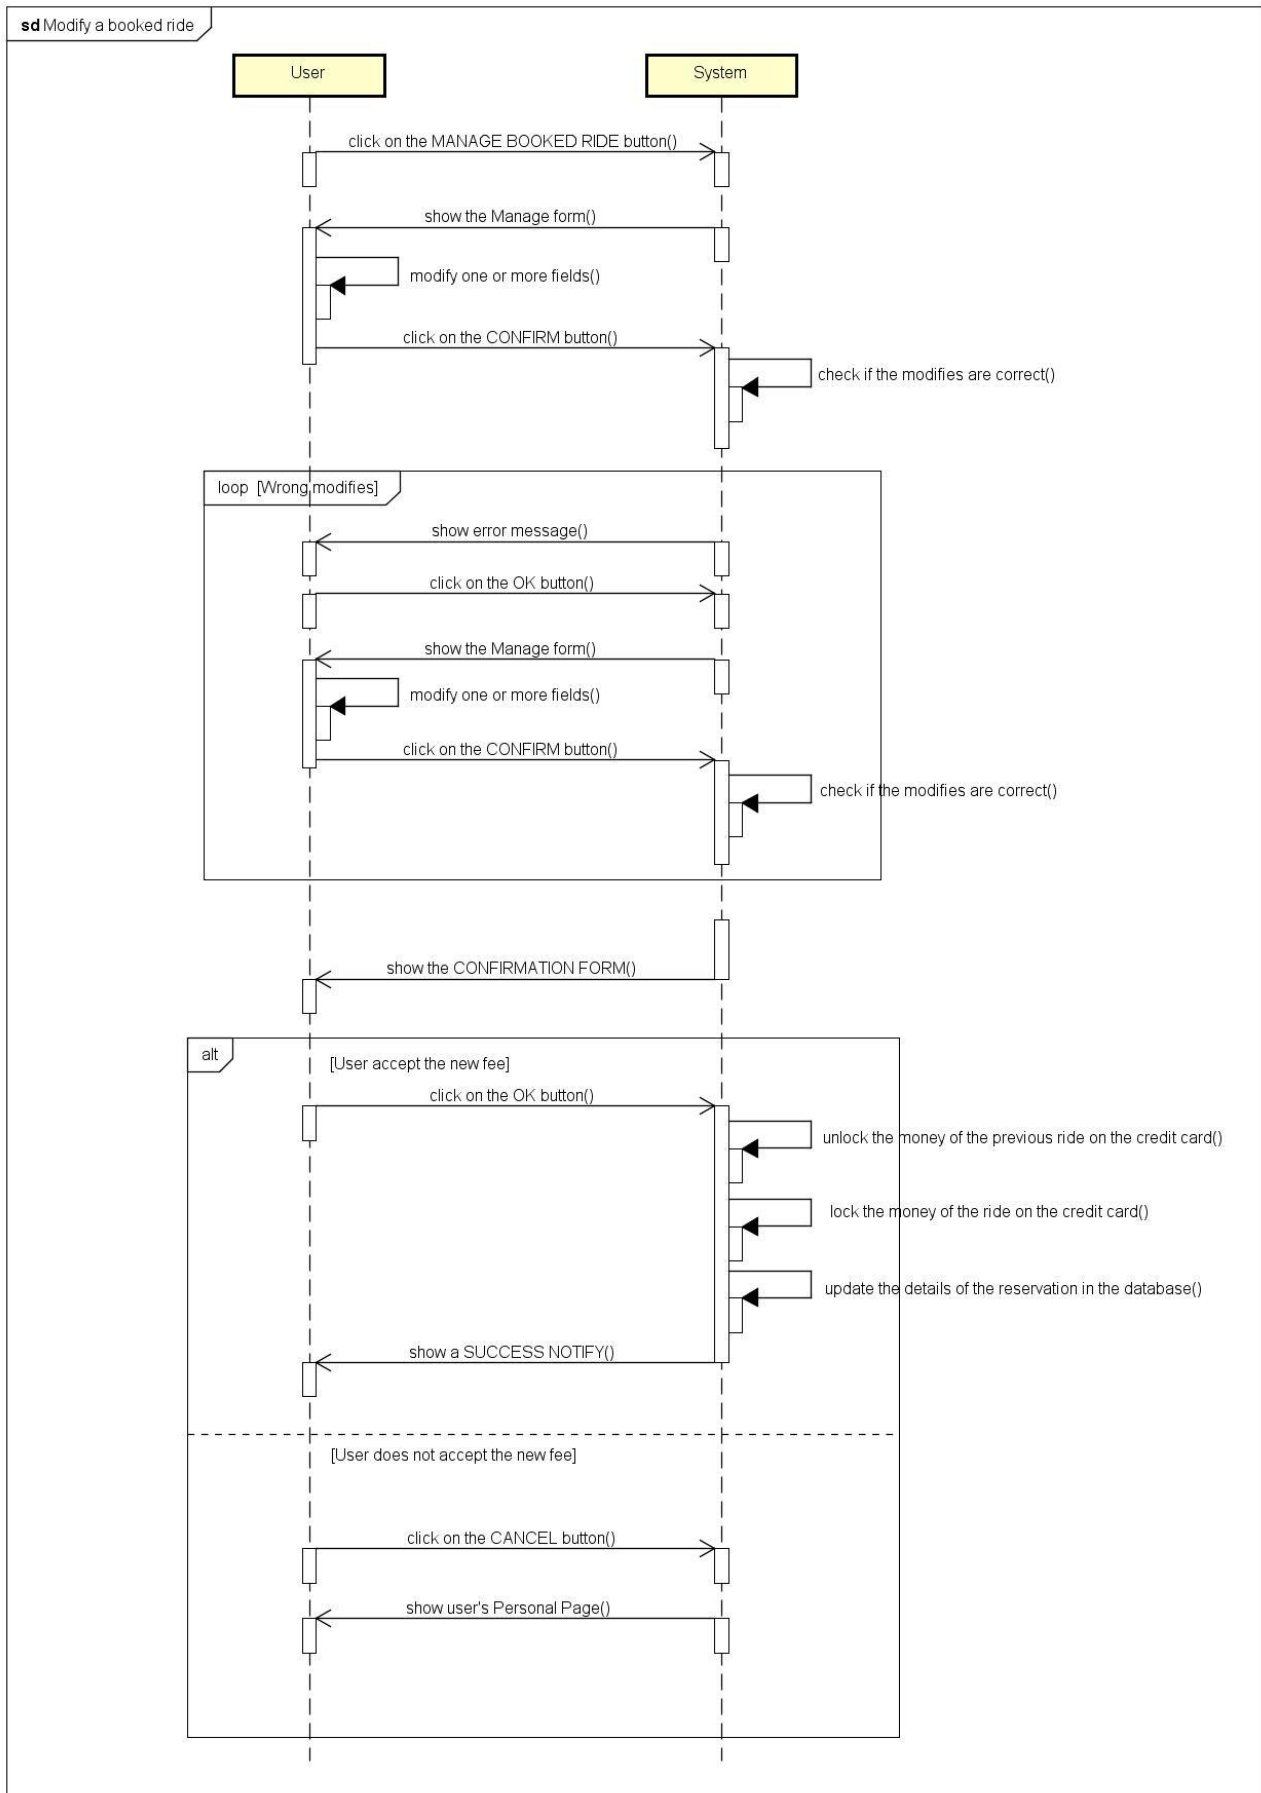 sd Modify a booked ride
User
System
click on the MANAGE BOOKED RIDE button()
show the Manage form()
modify one or more fields()
click on the CONFIRM button()
check if the modifies are correct()
loop [Wrong modifies]
show error message()
click on the OK button()
show the Manage form()
modify one or more fields()
click on the CONFIRM button()
check if the modifies are correct()
show the CONFIRMATION FORM()
alt
[User accept the new fee]
click on the OK button()
unlock the money of the previous ride on the credit card()
lock the money of the ride on the credit card()
update the details of the reservation in the database()
show a SUCCESS NOTIFY()
[User does not accept the new fee]
click on the CANCEL button()
show user's Personal Page()